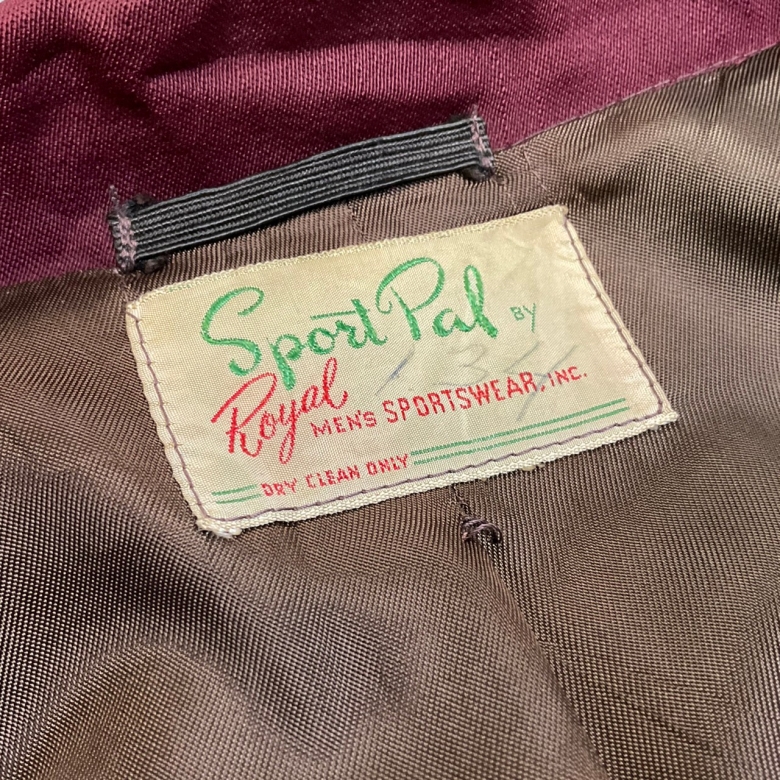 Sport Pal BY
Royal MEN'S SPORTSWEAR, INC.
DRY CLEAN ONLY